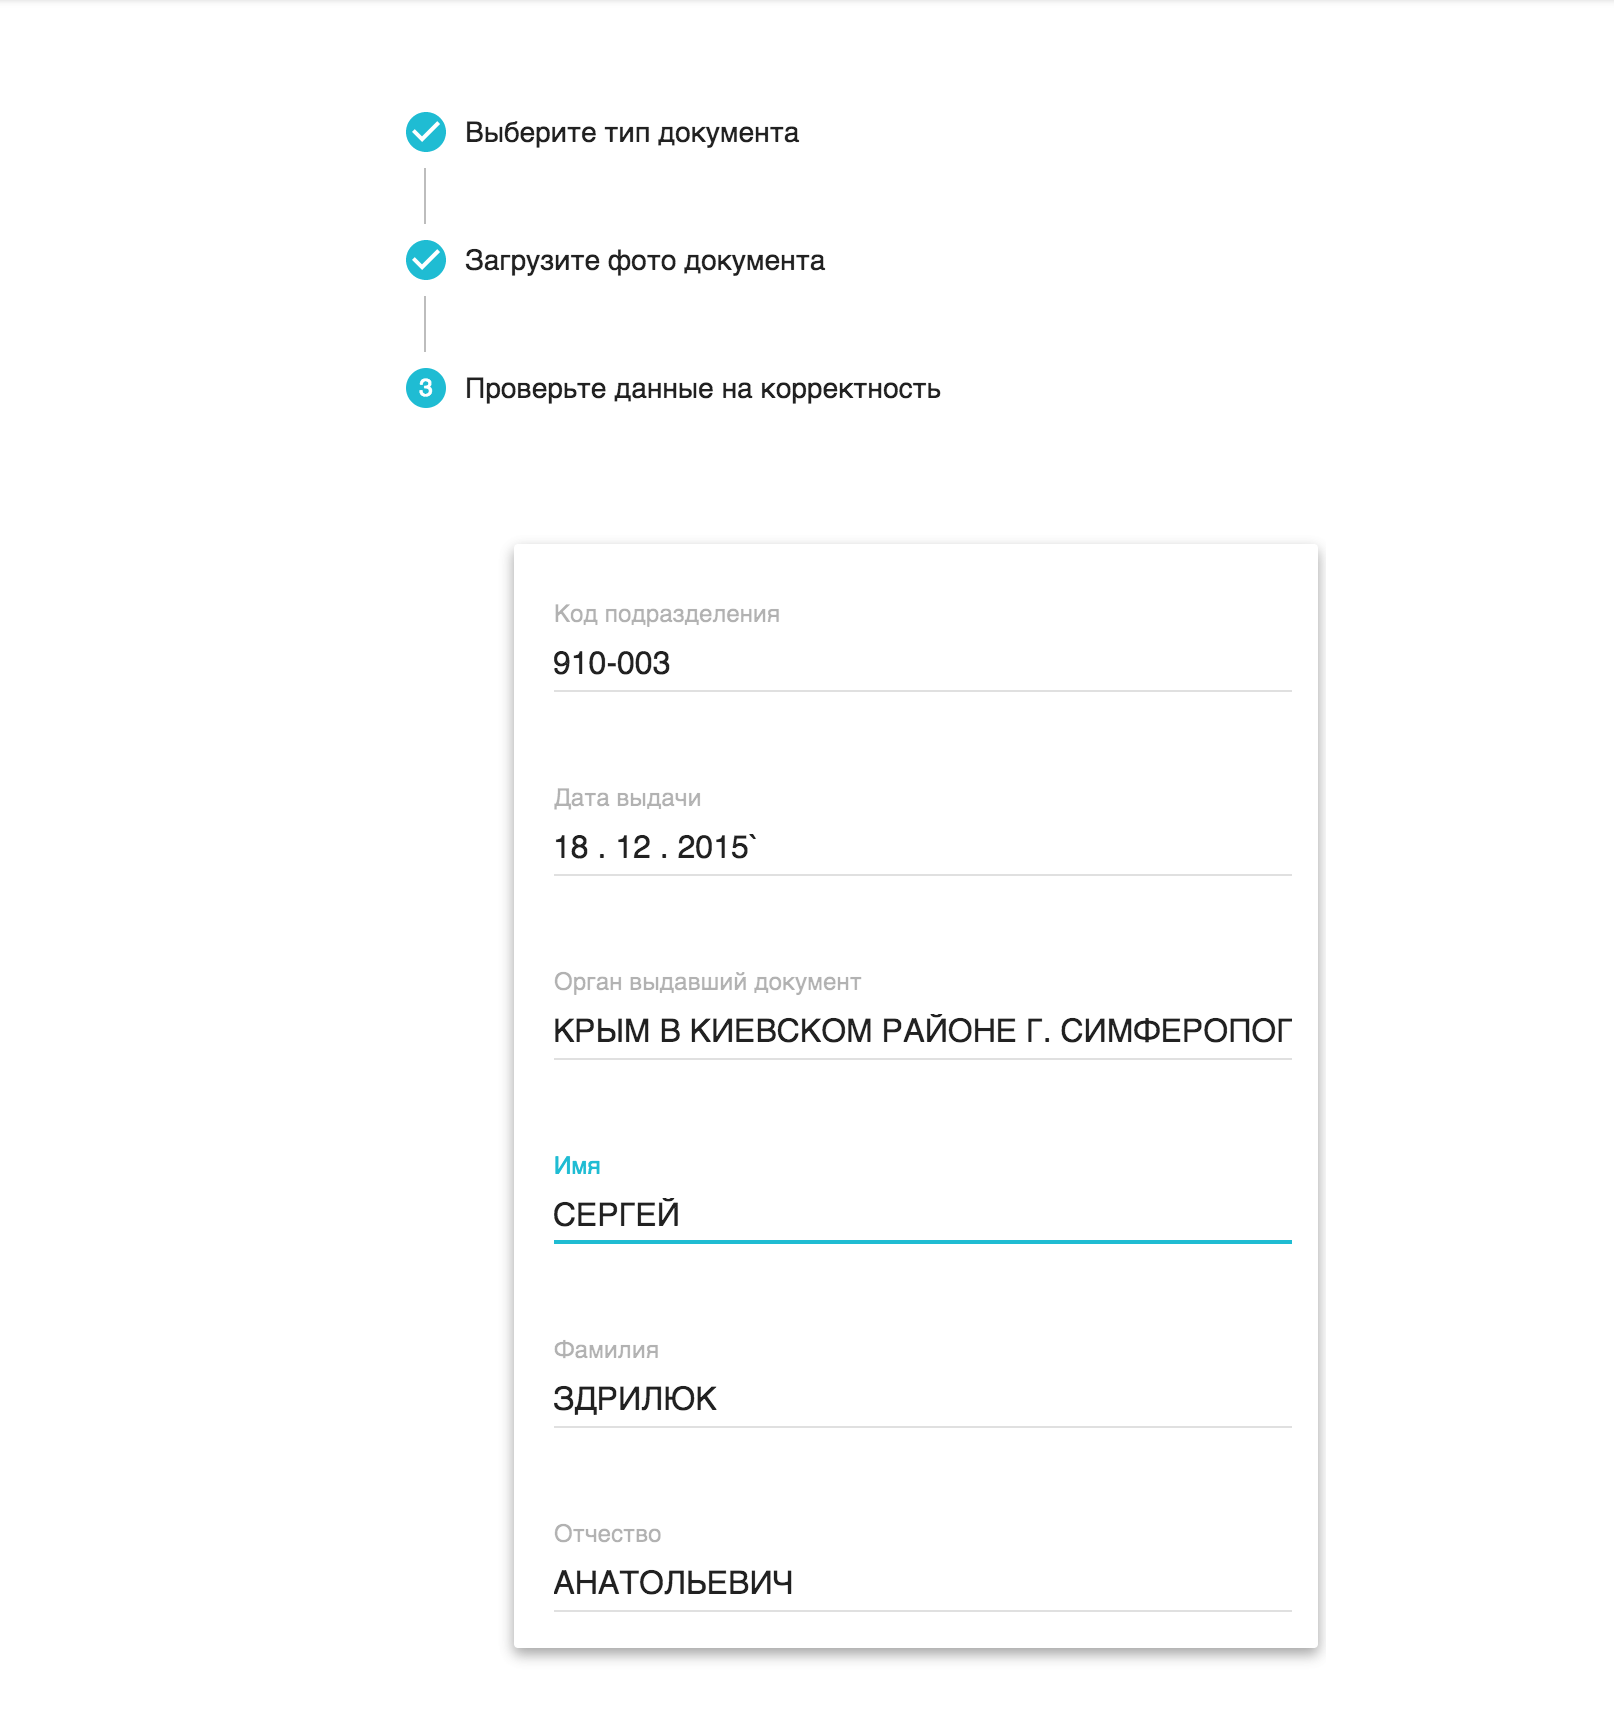 Выберите тип документа
Загрузите фото документа
3 Проверьте данные на корректность
Код подразделения
910-003
Дата выдачи
18 . 12 . 2015`
Орган выдавший документ
КРЫМ В КИЕВСКОМ РАЙОНЕ Г.
Имя
СЕРГЕЙ
Фамилия
ЗДРИЛЮК
Отчество
АНАТОЛЬЕВИЧ